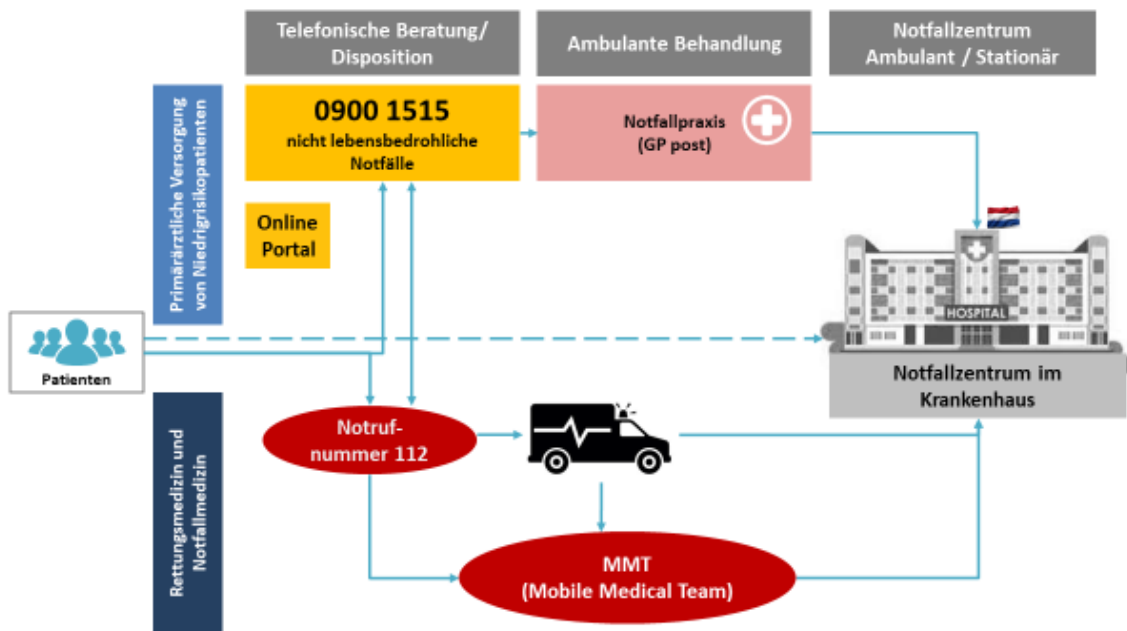 Telefonische Beratung/
Disposition
Ambulante Behandlung
Notfallzentrum
Ambulant / Stationär
Primärärztliche Versorgung
von Niedrigrisikopatienten
0900 1515
nicht lebensbedrohliche
Notfälle
Notfallpraxis
(GP post)
Online
Portal
HOSPITAL
Patienten
Notfallzentrum im
Krankenhaus
Rettungsmedizin und
Notfallmedizin
Notruf-
nummer 112
MMT
(Mobile Medical Team)